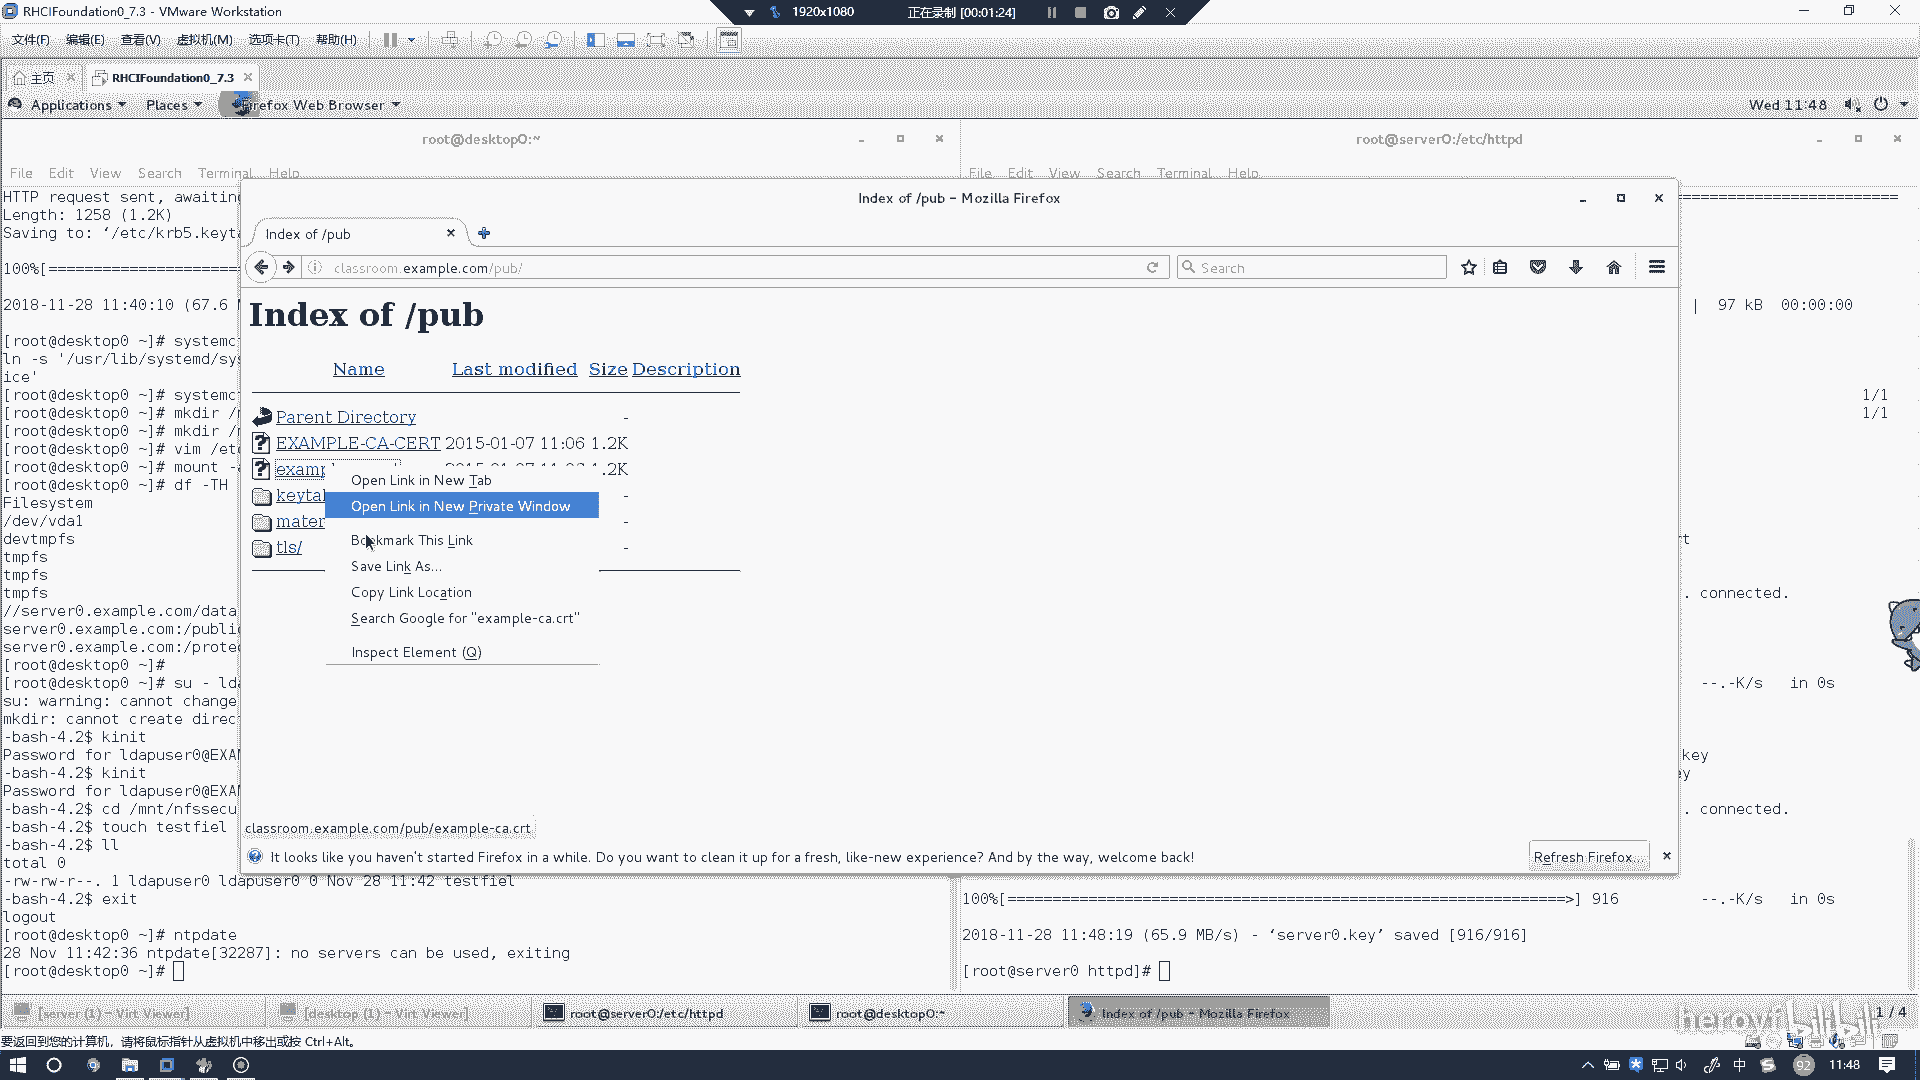 RHCIFoundation0_7.3 - VMware Workstation
1920x1080 正在录制 [00:01:24]
文件(F) 编辑(E) 查看(V) 虚拟机(M) 选项卡(T) 帮助(H)
主页 RHCIFoundation0_7.3
Applications Places Firefox Web Browser Wed 11:48
root@desktop0:~
root@server0:/etc/httpd
File Edit View Search Terminal Help
File Edit View Search Terminal Help
HTTP request sent, awaiting
Length: 1258 (1.2K)
Saving to: ‘/etc/krb5.keyta
100%[=====================
2018-11-28 11:40:10 (67.6
[root@desktop0 ~]# systemc
ln -s '/usr/lib/systemd/sys
ice'
[root@desktop0 ~]# systemc
[root@desktop0 ~]# mkdir /
[root@desktop0 ~]# mkdir /
[root@desktop0 ~]# vim /etc
[root@desktop0 ~]# mount -a
[root@desktop0 ~]# df -TH
Filesystem
/dev/vda1
devtmpfs
tmpfs
tmpfs
tmpfs
//server0.example.com/data
server0.example.com:/public
server0.example.com:/protec
[root@desktop0 ~]#
[root@desktop0 ~]# su - lda
su: warning: cannot change
mkdir: cannot create direc
-bash-4.2$ kinit
Password for ldapuser0@EXAM
-bash-4.2$ kinit
Password for ldapuser0@EXAM
-bash-4.2$ cd /mnt/nfssecu
-bash-4.2$ touch testfiel
-bash-4.2$ ll
total 0
-rw-rw-r--. 1 ldapuser0 ldapuser0 0 Nov 28 11:42 testfiel
-bash-4.2$ exit
logout
[root@desktop0 ~]# ntpdate
28 Nov 11:42:36 ntpdate[32287]: no servers can be used, exiting
[root@desktop0 ~]#
Index of /pub - Mozilla Firefox
Index of /pub
classroom.example.com/pub/
Search
Index of /pub
Name Last modified Size Description
Parent Directory -
EXAMPLE-CA-CERT 2015-01-07 11:06 1.2K
examp 2015-01-07 11:06 1.2K
keytal -
mater -
tls/ -
Open Link in New Tab
Open Link in New Private Window
Bookmark This Link
Save Link As...
Copy Link Location
Search Google for "example-ca.crt"
Inspect Element (Q)
classroom.example.com/pub/example-ca.crt
It looks like you haven't started Firefox in a while. Do you want to clean it up for a fresh, like-new experience? And by the way, welcome back!
Refresh Firefox...
| 97 kB 00:00:00
1/1
1/1
rt
. connected.
--.-K/s in 0s
key
y
. connected.
100%[=============================================================>] 916 --.-K/s in 0s
2018-11-28 11:48:19 (65.9 MB/s) - ‘server0.key’ saved [916/916]
[root@server0 httpd]#
[server (1) - Virt Viewer]
[desktop (1) - Virt Viewer]
root@server0:/etc/httpd
root@desktop0:~
Index of /pub - Mozilla Firefox
1 / 4
bilibili
要返回到您的计算机，请将鼠标指针从虚拟机中移出或按 Ctrl+Alt。
中 92 11:48